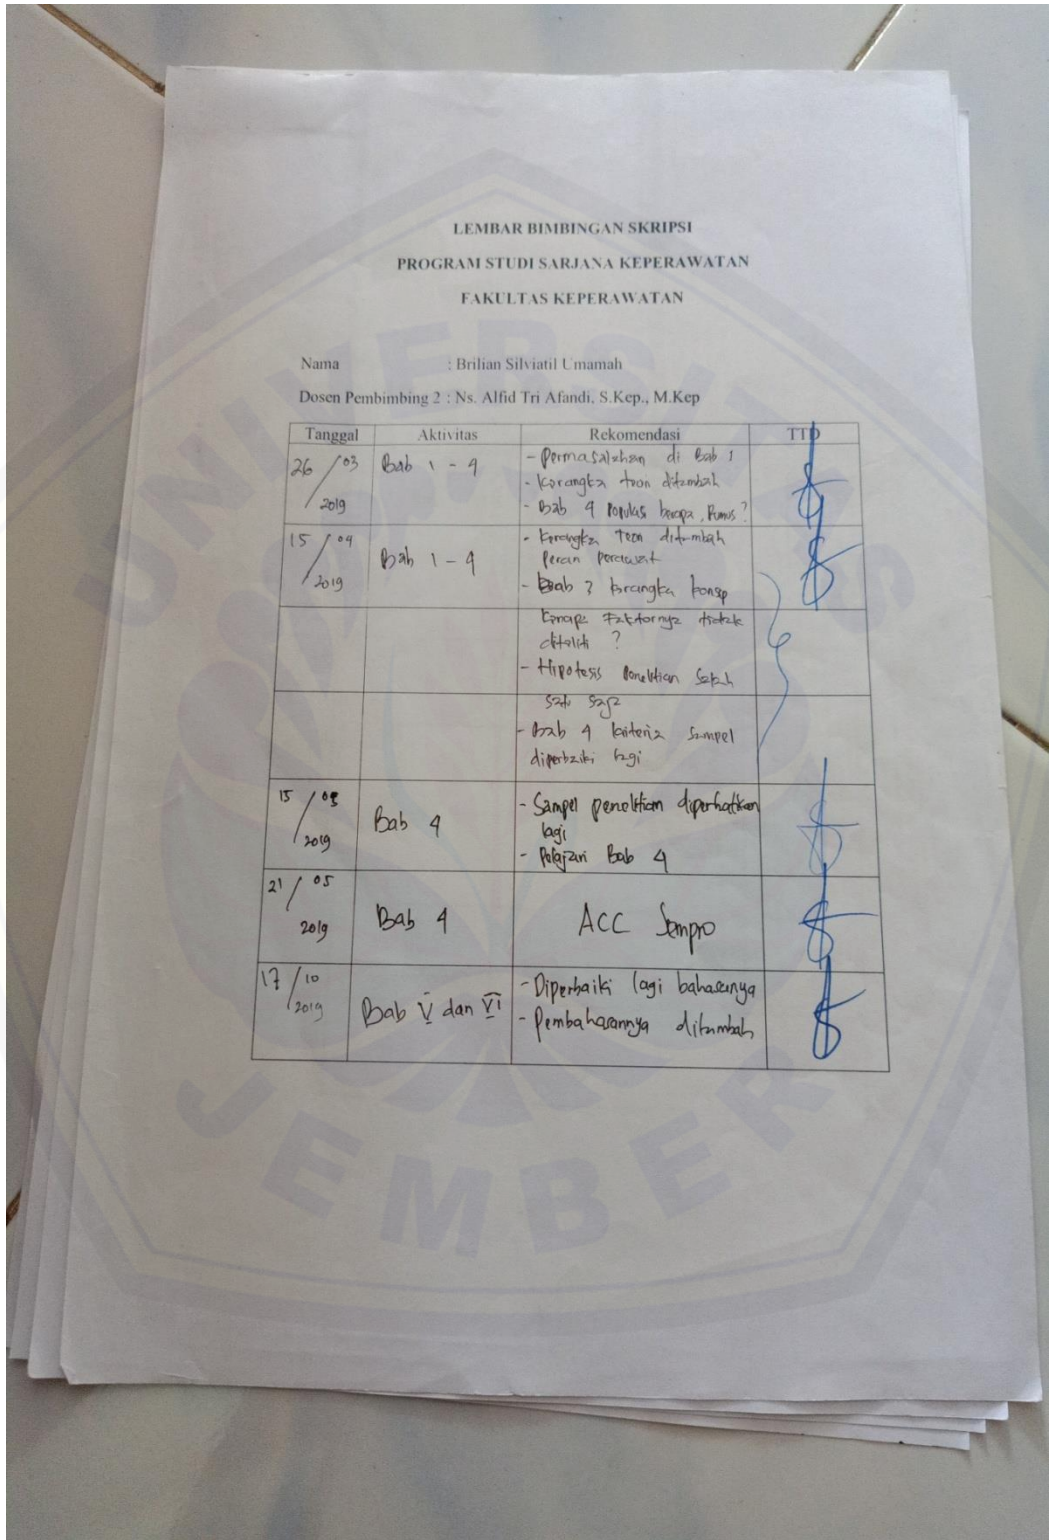 LEMBAR BIMBINGAN SKRIPSI
PROGRAM STUDI SARJANA KEPERAWATAN
FAKULTAS KEPERAWATAN
UNIVERSITAS
Nama : Brilian Silviatil Umamah
Dosen Pembimbing 2 : Ns. Alfid Tri Afandi, S.Kep., M.Kep
Tanggal Aktivitas Rekomendasi TTD
26/03 2019 Bab 1 - 4 - Permasalahan di Bab 1
- Kerangka teori ditambah
- Bab 4 Populasi berapa, Rumus?
15/04 2019 Bab 1 - 4 - Kerangka Teori ditambah
Peran perawat
- Bab 3 kerangka konsep
Kenapa Faktornya tidak
diteliti ?
- Hipotesis Penelitian Salah
satu saja
- Bab 4 kriteria Sampel
diperbaiki lagi
15/05 2019 Bab 4 - Sampel penelitian diperhatikan
lagi
- Pelajari Bab 4
21/05 2019 Bab 4 ACC Sempro
17/10 2019 Bab V dan VI - Diperbaiki lagi bahasanya
- Pembahasannya ditambah
JEMBER